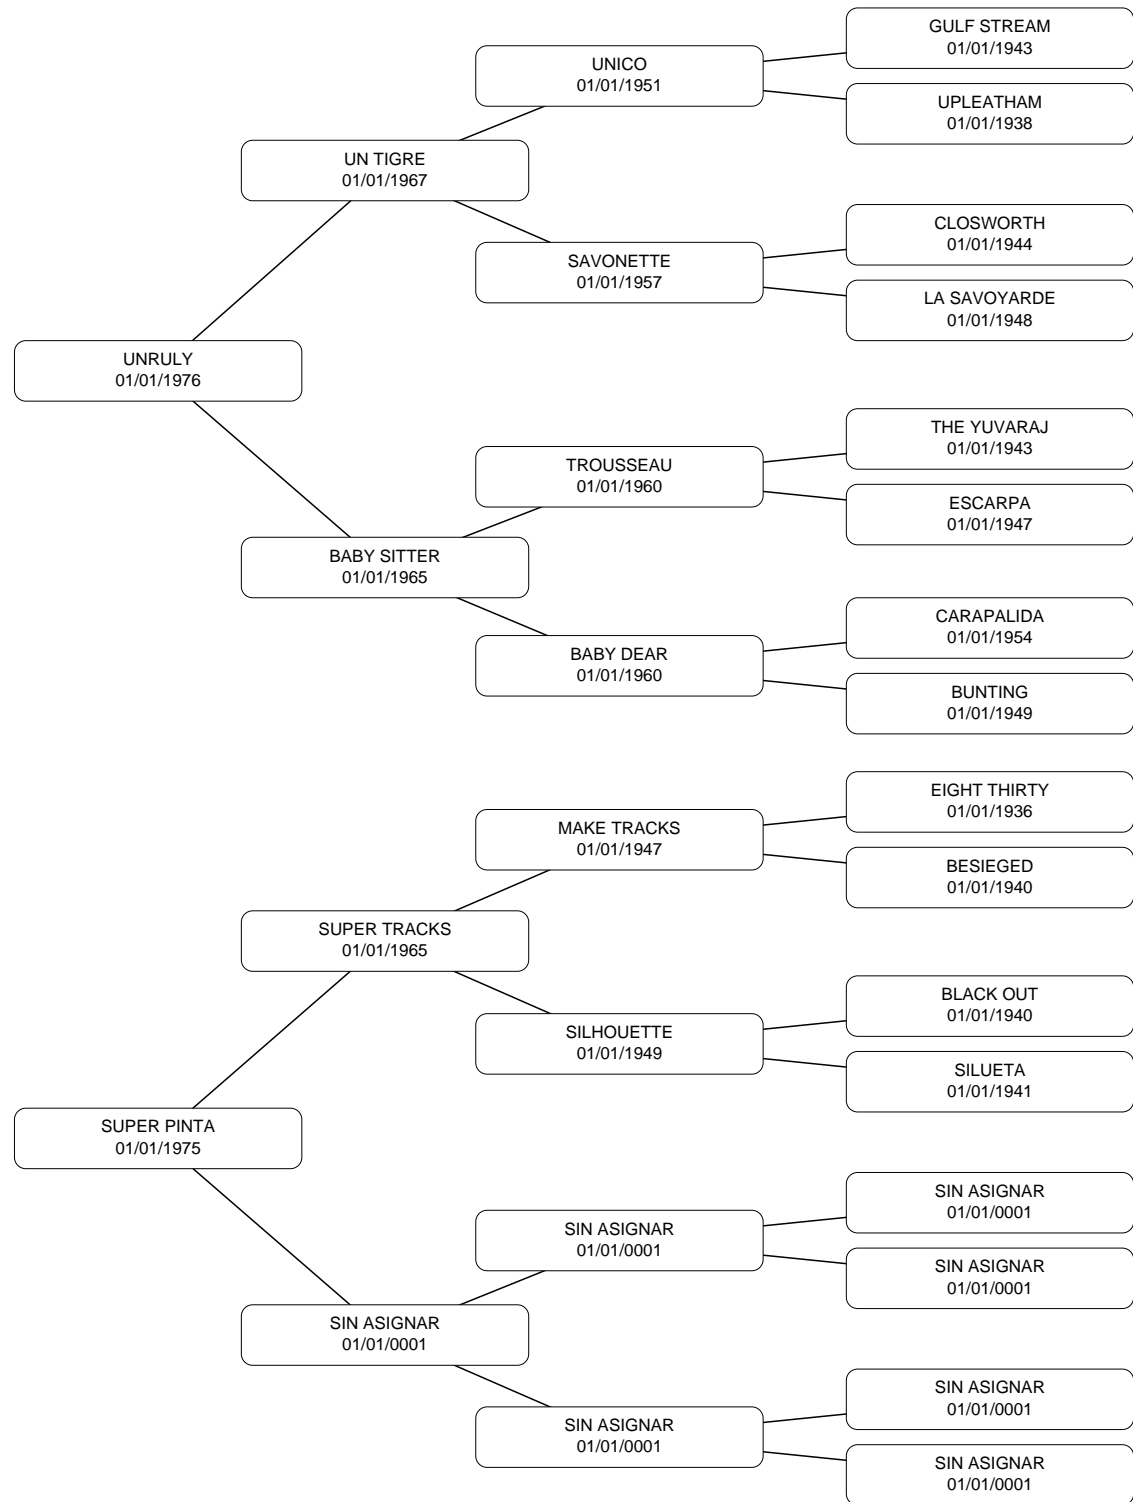 GULF STREAM
01/01/1943
UNICO
01/01/1951
UPLEATHAM
01/01/1938
UN TIGRE
01/01/1967
CLOSWORTH
01/01/1944
SAVONETTE
01/01/1957
LA SAVOYARDE
01/01/1948
UNRULY
01/01/1976
THE YUVARAJ
01/01/1943
TROUSSEAU
01/01/1960
ESCARPA
01/01/1947
BABY SITTER
01/01/1965
CARAPALIDA
01/01/1954
BABY DEAR
01/01/1960
BUNTING
01/01/1949
EIGHT THIRTY
01/01/1936
MAKE TRACKS
01/01/1947
BESIEGED
01/01/1940
SUPER TRACKS
01/01/1965
BLACK OUT
01/01/1940
SILHOUETTE
01/01/1949
SILUETA
01/01/1941
SUPER PINTA
01/01/1975
SIN ASIGNAR
01/01/0001
SIN ASIGNAR
01/01/0001
SIN ASIGNAR
01/01/0001
SIN ASIGNAR
01/01/0001
SIN ASIGNAR
01/01/0001
SIN ASIGNAR
01/01/0001
SIN ASIGNAR
01/01/0001